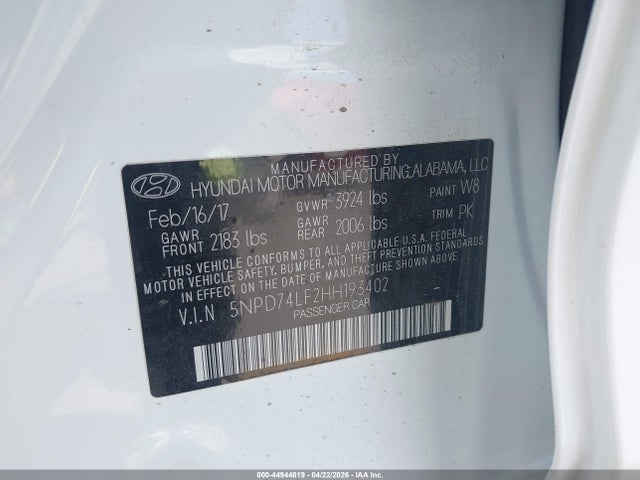 MANUFACTURED BY
HYUNDAI MOTOR MANUFACTURING ALABAMA, LLC
Feb/16/17 GVWR 3924 lbs PAINT W8
GAWR FRONT 2183 lbs GAWR REAR 2006 lbs TRIM PK
THIS VEHICLE CONFORMS TO ALL APPLICABLE U.S.A. FEDERAL
MOTOR VEHICLE SAFETY, BUMPER, AND THEFT PREVENTION STANDARDS
IN EFFECT ON THE DATE OF MANUFACTURE SHOWN ABOVE.
V.I.N 5NPD74LF2HH193402
PASSENGER CAR
000-44944819 - 04/22/2026 - IAAI.COM